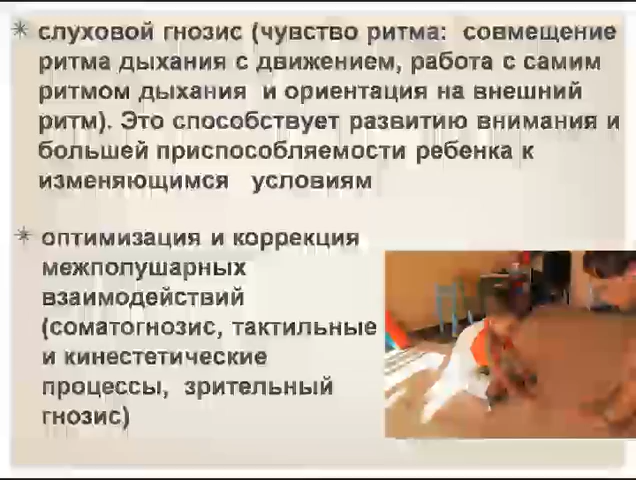 * слуховой гнозис (чувство ритма: совмещение
ритма дыхания с движением, работа с самим
ритмом дыхания и ориентация на внешний
ритм). Это способствует развитию внимания и
большей приспособляемости ребенка к
изменяющимся условиям
* оптимизация и коррекция
межполушарных
взаимодействий
(соматогнозис, тактильные
и кинестетические
процессы, зрительный
гнозис)